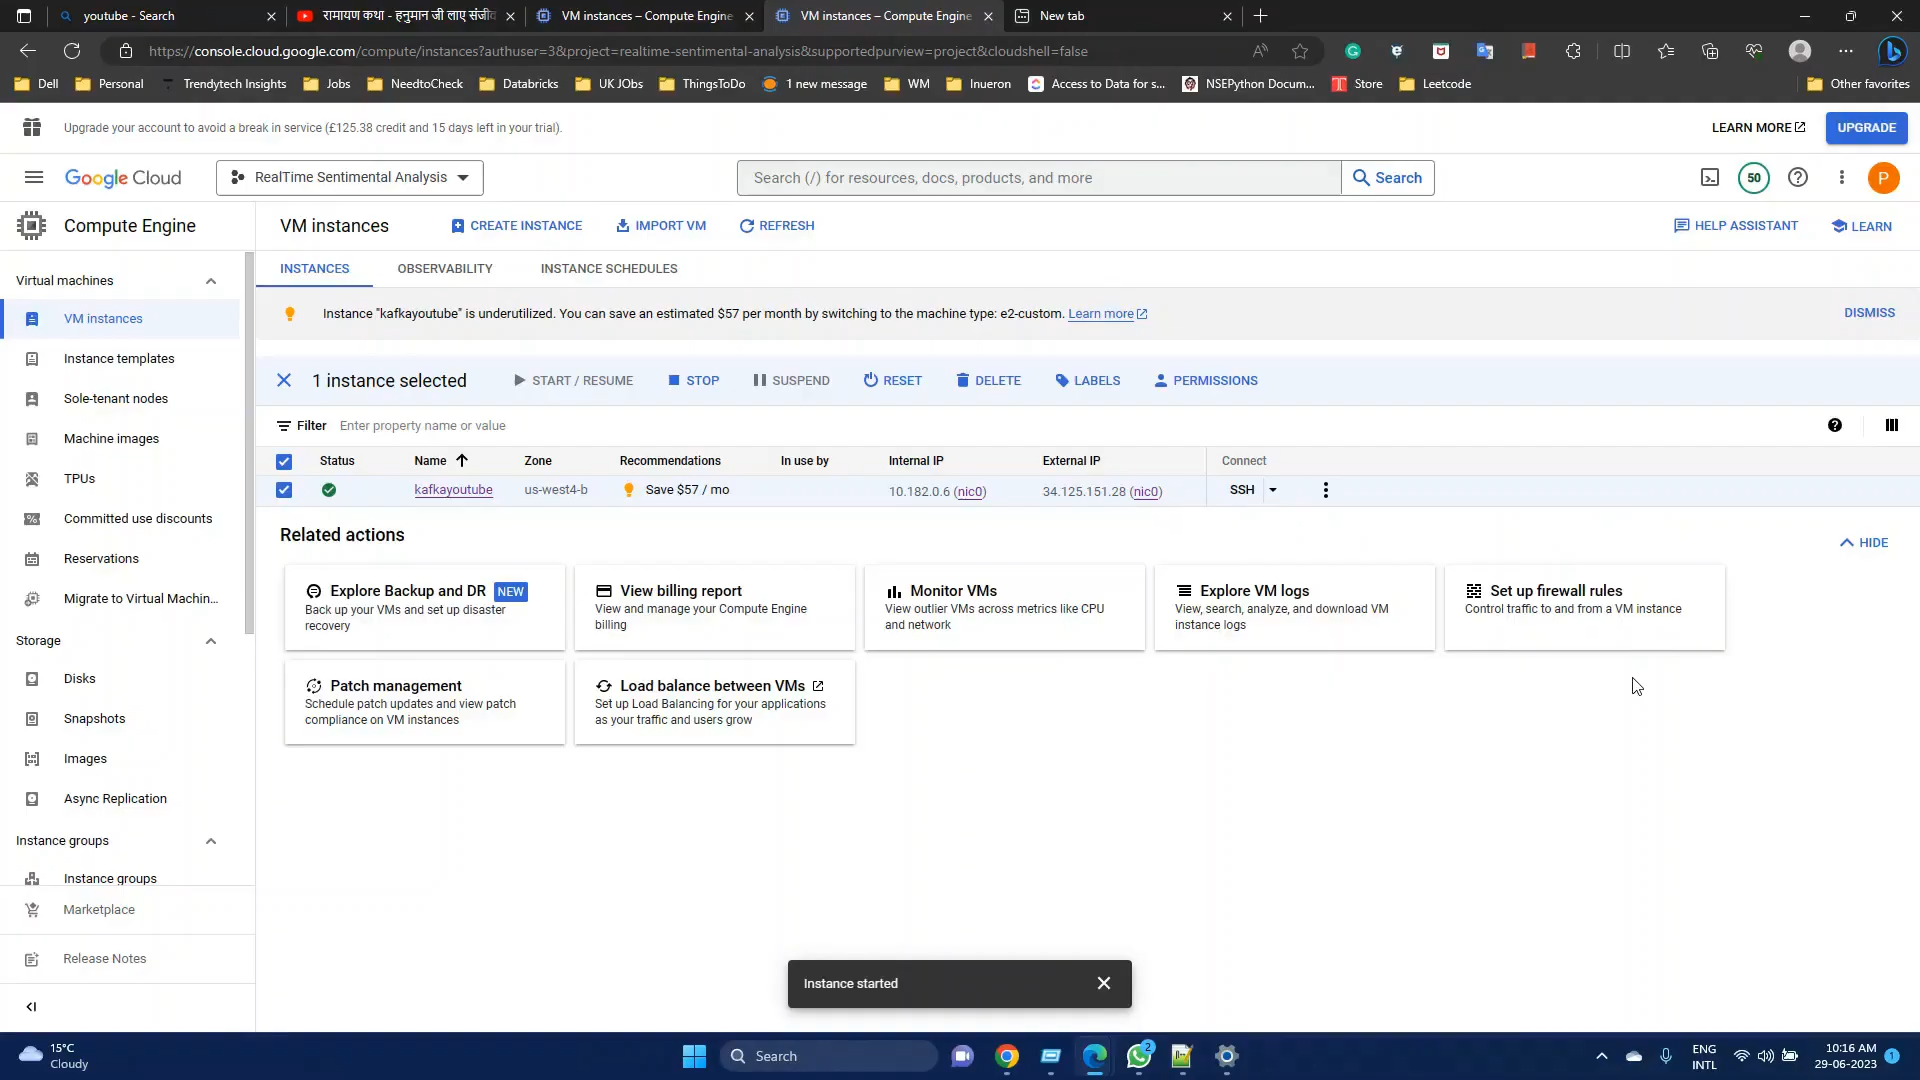 youtube - Search
रामायण कथा - हनुमान जी लाए संजीव
VM instances – Compute Engine
VM instances – Compute Engine
New tab
https://console.cloud.google.com/compute/instances?authuser=3&project=realtime-sentimental-analysis&supportedpurview=project&cloudshell=false
Dell
Personal
Trendytech Insights
Jobs
NeedtoCheck
Databricks
UK JObs
ThingsToDo
1 new message
WM
Inueron
Access to Data for s...
NSEPython Docum...
Store
Leetcode
Other favorites
Upgrade your account to avoid a break in service (£125.38 credit and 15 days left in your trial).
LEARN MORE
UPGRADE
Google Cloud
RealTime Sentimental Analysis
Search (/) for resources, docs, products, and more
Search
50
P
Compute Engine
VM instances
CREATE INSTANCE
IMPORT VM
REFRESH
HELP ASSISTANT
LEARN
INSTANCES
OBSERVABILITY
INSTANCE SCHEDULES
Instance "kafkayoutube" is underutilized. You can save an estimated $57 per month by switching to the machine type: e2-custom. Learn more
DISMISS
1 instance selected
START / RESUME
STOP
SUSPEND
RESET
DELETE
LABELS
PERMISSIONS
Filter
Enter property name or value
Status
Name
Zone
Recommendations
In use by
Internal IP
External IP
Connect
kafkayoutube
us-west4-b
Save $57 / mo
10.182.0.6 (nic0)
34.125.151.28 (nic0)
SSH
Related actions
HIDE
Explore Backup and DR NEW
Back up your VMs and set up disaster
recovery
View billing report
View and manage your Compute Engine
billing
Monitor VMs
View outlier VMs across metrics like CPU
and network
Explore VM logs
View, search, analyze, and download VM
instance logs
Set up firewall rules
Control traffic to and from a VM instance
Patch management
Schedule patch updates and view patch
compliance on VM instances
Load balance between VMs
Set up Load Balancing for your applications
as your traffic and users grow
Virtual machines
VM instances
Instance templates
Sole-tenant nodes
Machine images
TPUs
Committed use discounts
Reservations
Migrate to Virtual Machin...
Storage
Disks
Snapshots
Images
Async Replication
Instance groups
Instance groups
Marketplace
Release Notes
Instance started
15°C
Cloudy
Search
2
ENG
INTL
10:16 AM
29-06-2023
1